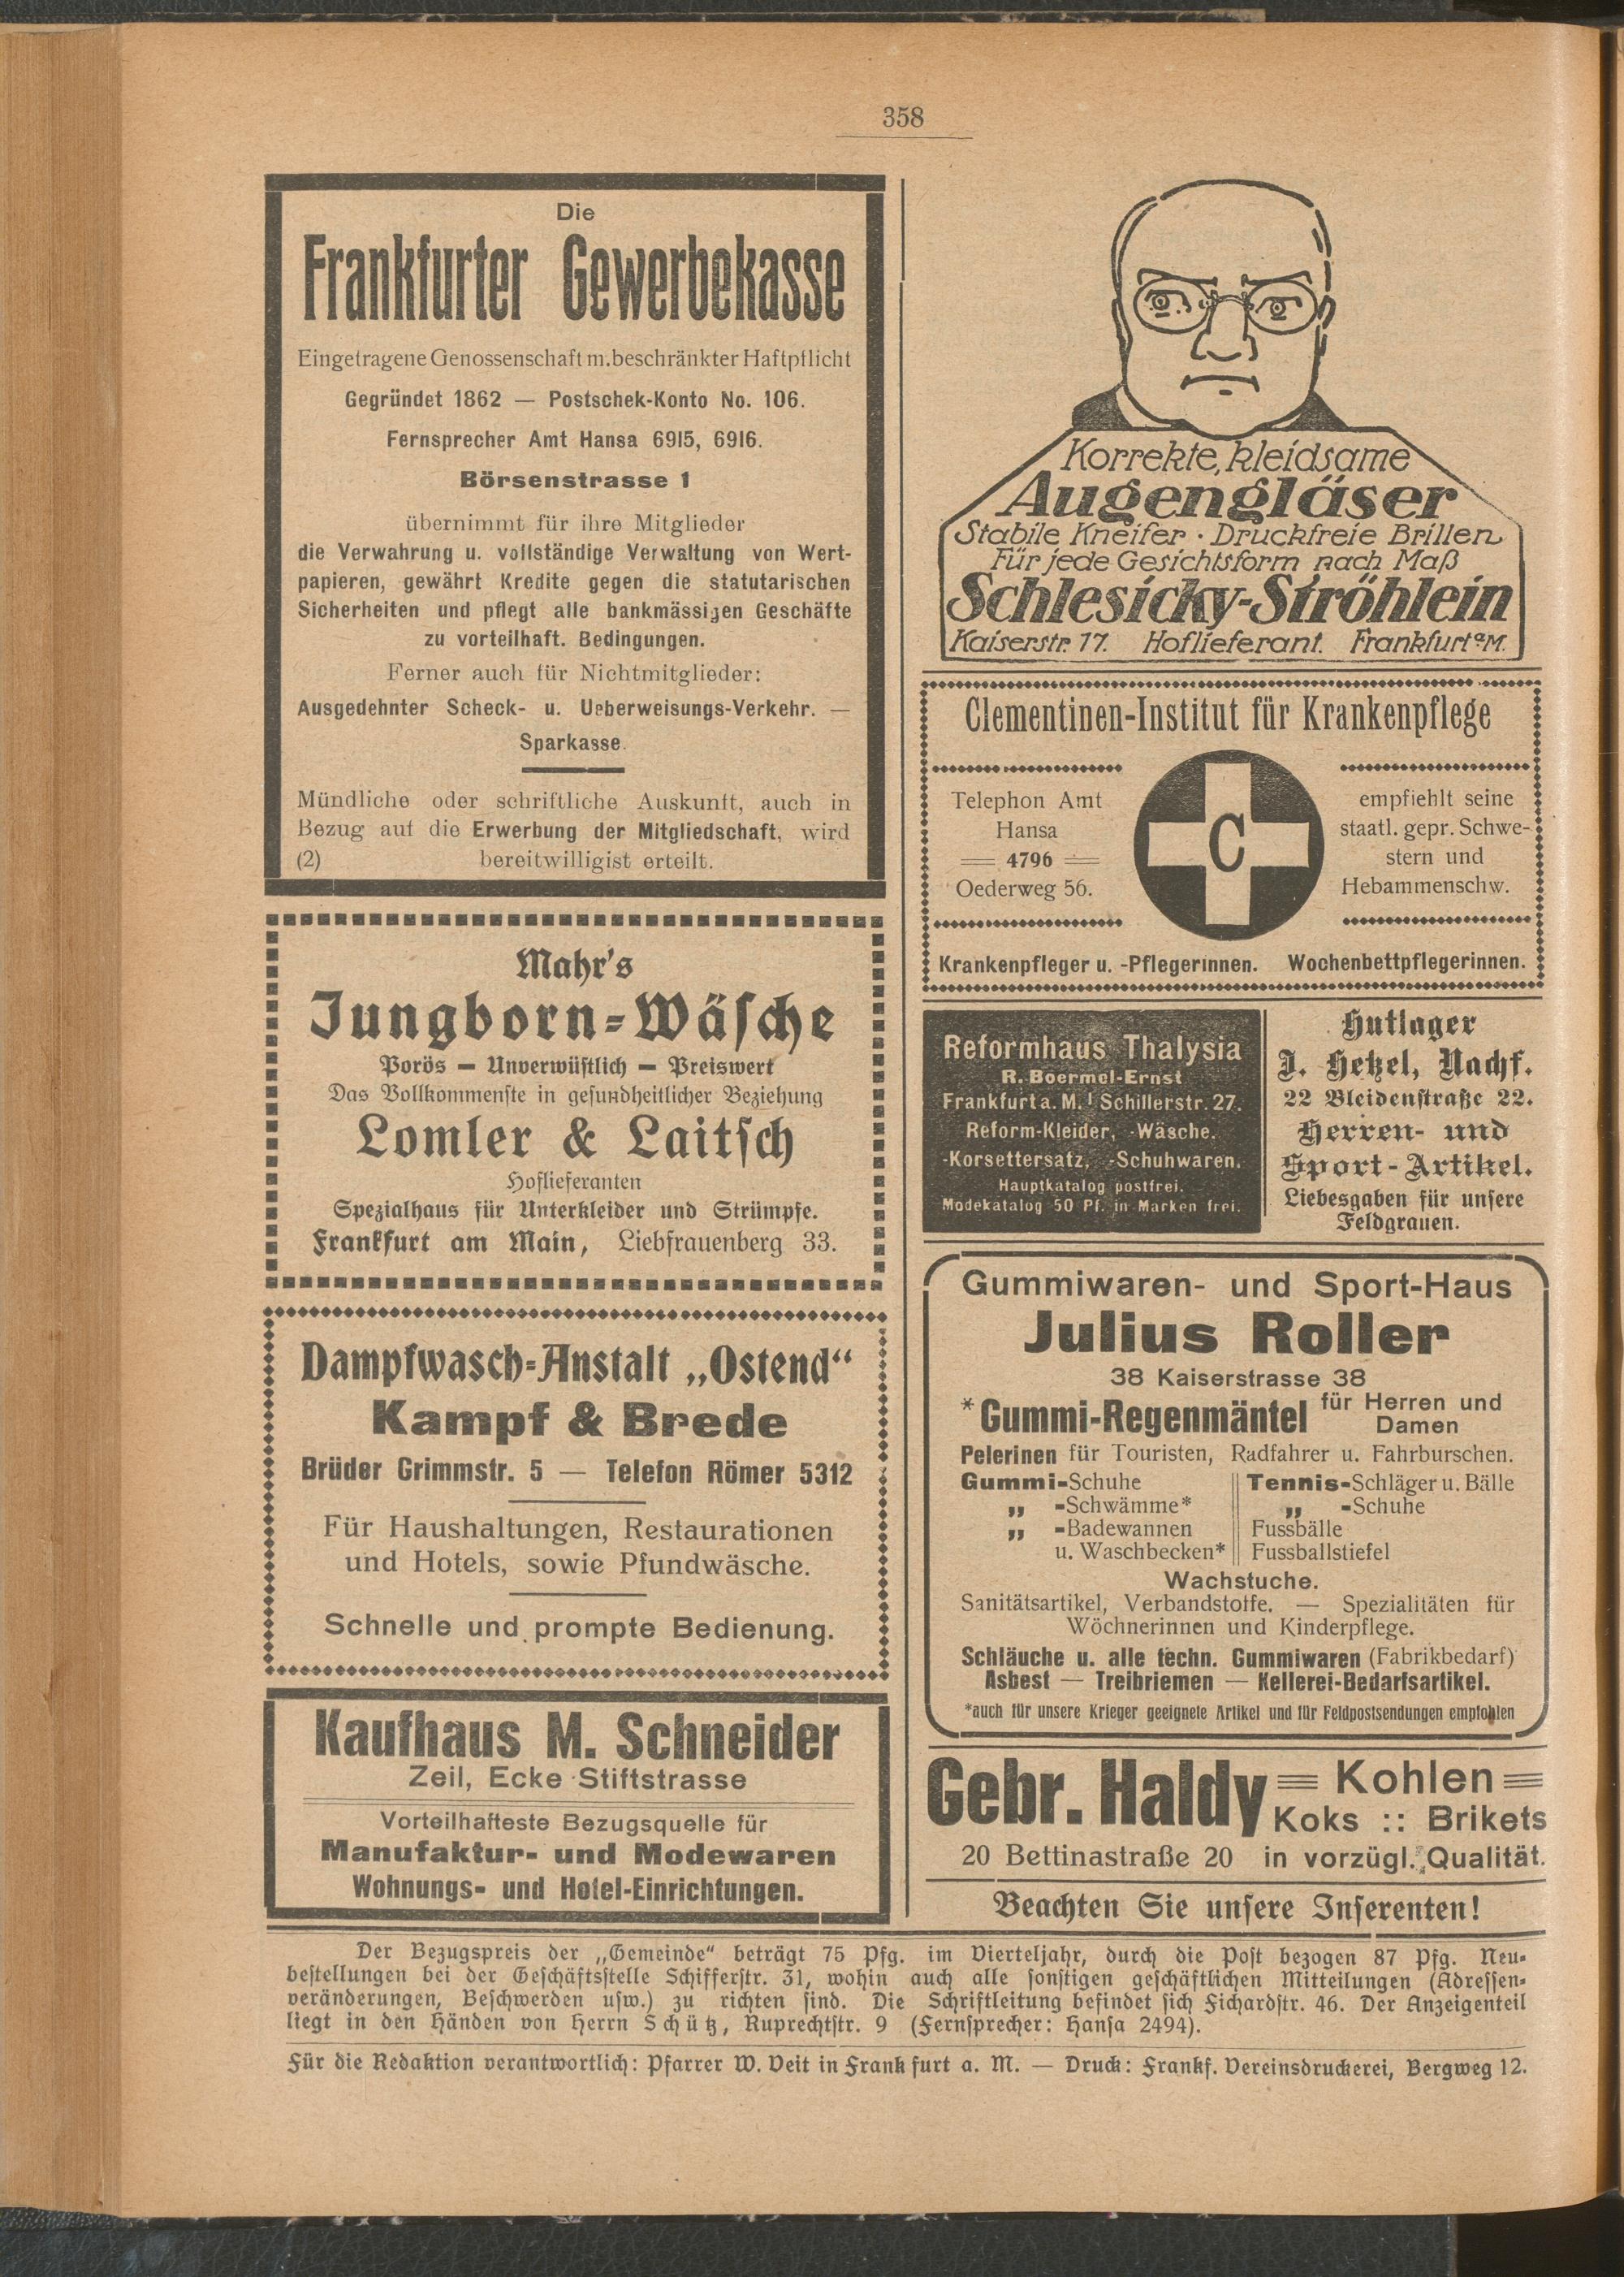 358
Die
Frankfurter Gewerbekasse
Eingetragene Genossenschaft m. beschränkter Haftpflicht
Gegründet 1862 — Postschek-Konto No. 106.
Fernsprecher Amt Hansa 6915, 6916.
Börsenstrasse 1
übernimmt für ihre Mitglieder
die Verwahrung u. vollständige Verwaltung von Wert-
papieren, gewährt Kredite gegen die statutarischen
Sicherheiten und pflegt alle bankmässigen Geschäfte
zu vorteilhaft. Bedingungen.
Ferner auch für Nichtmitglieder:
Ausgedehnter Scheck- u. Ueberweisungs-Verkehr. —
Sparkasse.
Mündliche oder schriftliche Auskunft, auch in
Bezug auf die Erwerbung der Mitgliedschaft, wird
(2) bereitwilligist erteilt.
Mahr's
Jungborn-Wäsche
Porös — Unverwüstlich — Preiswert
Das Vollkommenste in gesundheitlicher Beziehung
Lomler & Laitsch
Hoflieferanten
Spezialhaus für Unterkleider und Strümpfe.
Frankfurt am Main, Liebfrauenberg 33.
Dampfwasch-Anstalt „Ostend“
Kampf & Brede
Brüder Grimmstr. 5 — Telefon Römer 5312
Für Haushaltungen, Restaurationen
und Hotels, sowie Pfundwäsche.
Schnelle und prompte Bedienung.
Kaufhaus M. Schneider
Zeil, Ecke Stiftstrasse
Vorteilhafteste Bezugsquelle für
Manufaktur- und Modewaren
Wohnungs- und Hotel-Einrichtungen.
Korrekte, kleidsame
Augengläser
Stabile Kneifer · Druckfreie Brillen
Für jede Gesichtsform nach Maß
Schlesicky-Ströhlein
Kaiserstr. 17. Hoflieferant. Frankfurt a. M.
Clementinen-Institut für Krankenpflege
Telephon Amt
Hansa
4796
Oederweg 56.
C
empfiehlt seine
staatl. gepr. Schwe-
stern und
Hebammenschw.
Krankenpfleger u. -Pflegerinnen. Wochenbettpflegerinnen.
Reformhaus Thalysia
R. Boermel-Ernst
Frankfurt a. M. Schillerstr. 27.
Reform-Kleider, -Wäsche.
-Korsettersatz, -Schuhwaren.
Hauptkatalog postfrei.
Modekatalog 50 Pf. in Marken frei.
Hutlager
J. Hetzel, Nachf.
22 Bleidenstraße 22.
Herren- und
Sport-Artikel.
Liebesgaben für unsere
Feldgrauen.
Gummiwaren- und Sport-Haus
Julius Roller
38 Kaiserstrasse 38
*Gummi-Regenmäntel für Herren und
Damen
Pelerinen für Touristen, Radfahrer u. Fahrburschen.
Gummi-Schuhe
„ -Schwämme*
„ -Badewannen
u. Waschbecken*
Tennis-Schläger u. Bälle
„ -Schuhe
Fussbälle
Fussballstiefel
Wachstuche.
Sanitätsartikel, Verbandstoffe. — Spezialitäten für
Wöchnerinnen und Kinderpflege.
Schläuche u. alle techn. Gummiwaren (Fabrikbedarf)
Asbest — Treibriemen — Kellerei-Bedarfsartikel.
*auch für unsere Krieger geeignete Artikel und für Feldpostsendungen empfohlen
Gebr. Haldy Kohlen
Koks :: Brikets
20 Bettinastraße 20 in vorzügl. Qualität.
Beachten Sie unsere Inserenten!
Der Bezugspreis der „Gemeinde“ beträgt 75 Pfg. im Vierteljahr, durch die Post bezogen 87 Pfg. Neu-
bestellungen bei der Geschäftsstelle Schifferstr. 31, wohin auch alle sonstigen geschäftlichen Mitteilungen (Adressen-
veränderungen, Beschwerden usw.) zu richten sind. Die Schriftleitung befindet sich Fichardstr. 46. Der Anzeigenteil
liegt in den Händen von Herrn Schütz, Ruprechtstr. 9 (Fernsprecher: Hansa 2494).
Für die Redaktion verantwortlich: Pfarrer W. Veit in Frankfurt a. M. — Druck: Frankf. Vereinsdruckerei, Bergweg 12.